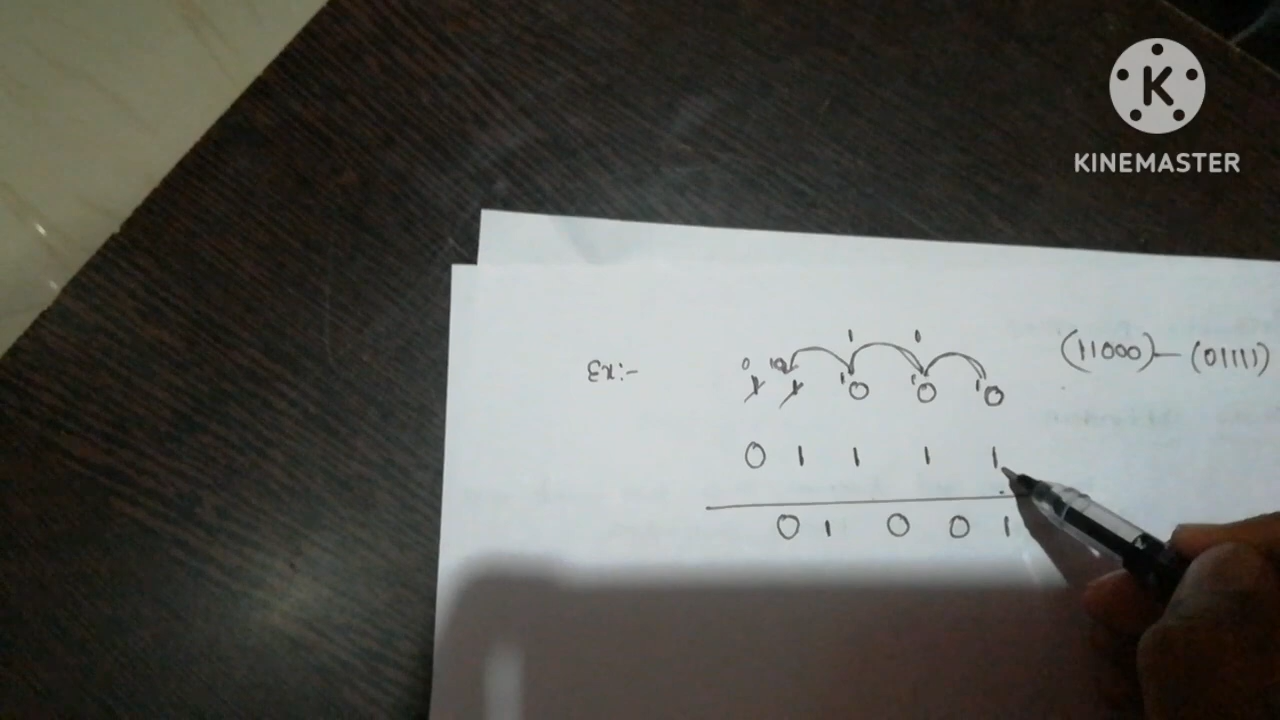 KINEMASTER
(11000) - (01111)
Ex:-
1 1
0 10 1 1 1
1 1 0 0 0
0 1 1 1 1
0 1 0 0 1